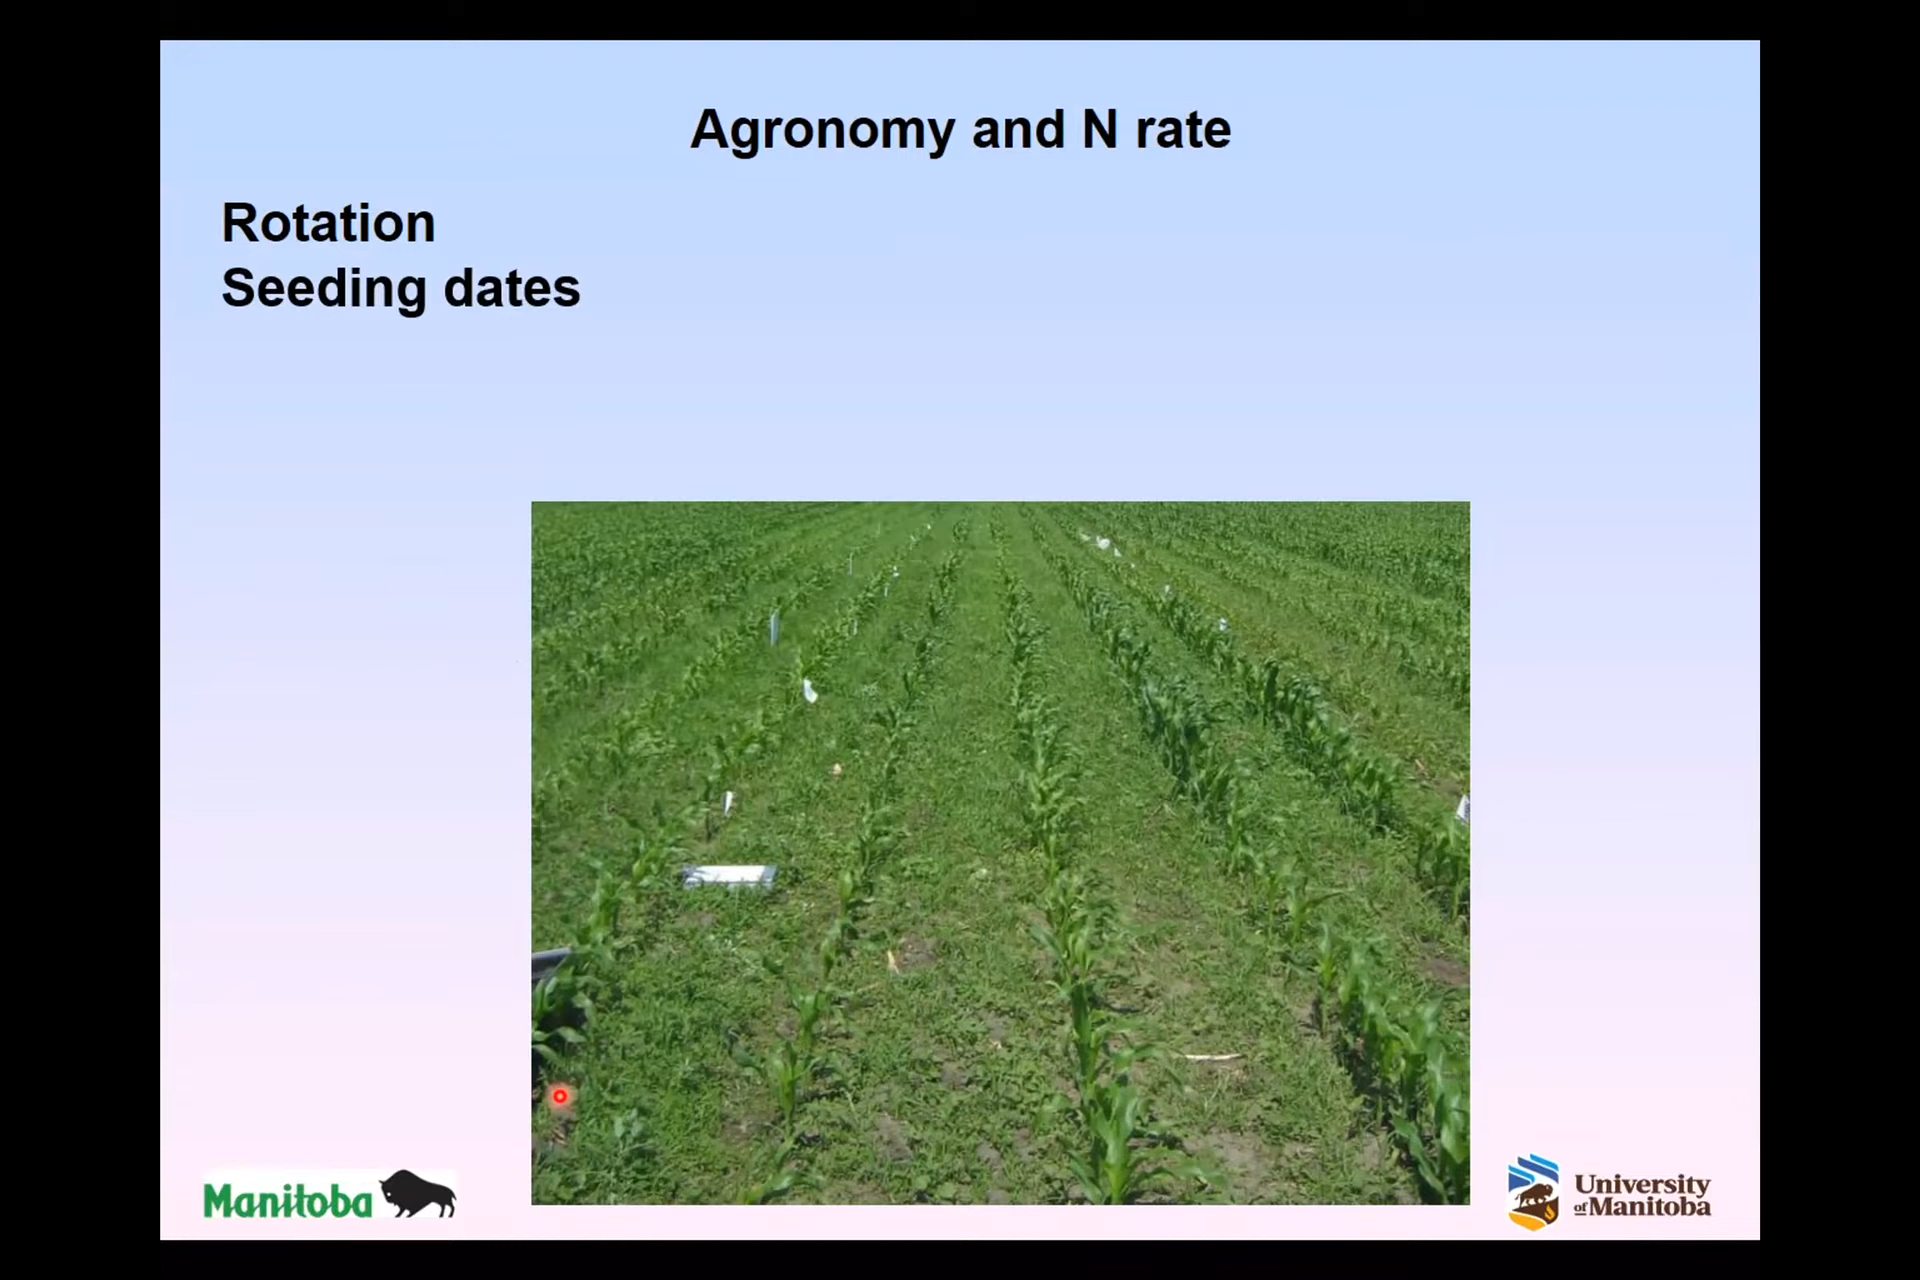 Agronomy and N rate
Rotation
Seeding dates
Manitoba
University
of Manitoba